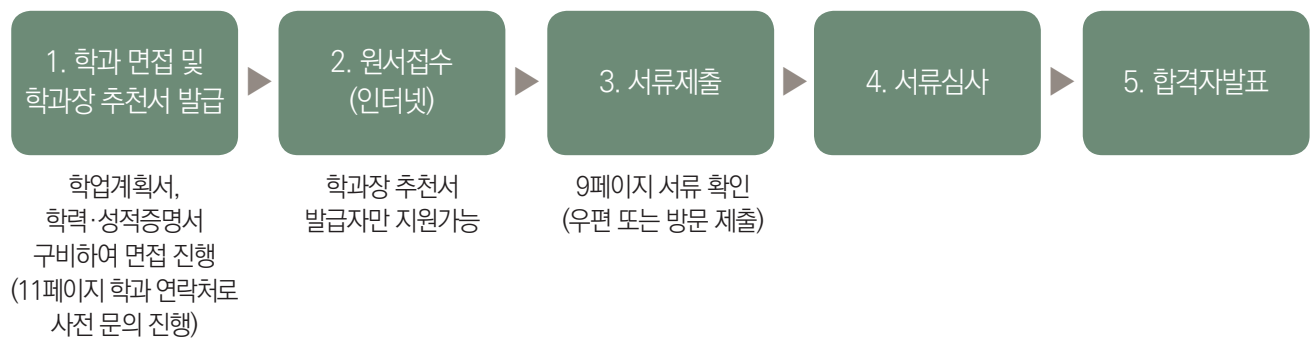 1. 학과 면접 및
학과장 추천서 발급
2. 원서접수
(인터넷)
3. 서류제출
4. 서류심사
5. 합격자발표
학업계획서,
학력·성적증명서
구비하여 면접 진행
(11페이지 학과 연락처로
사전 문의 진행)
학과장 추천서
발급자만 지원가능
9페이지 서류 확인
(우편 또는 방문 제출)